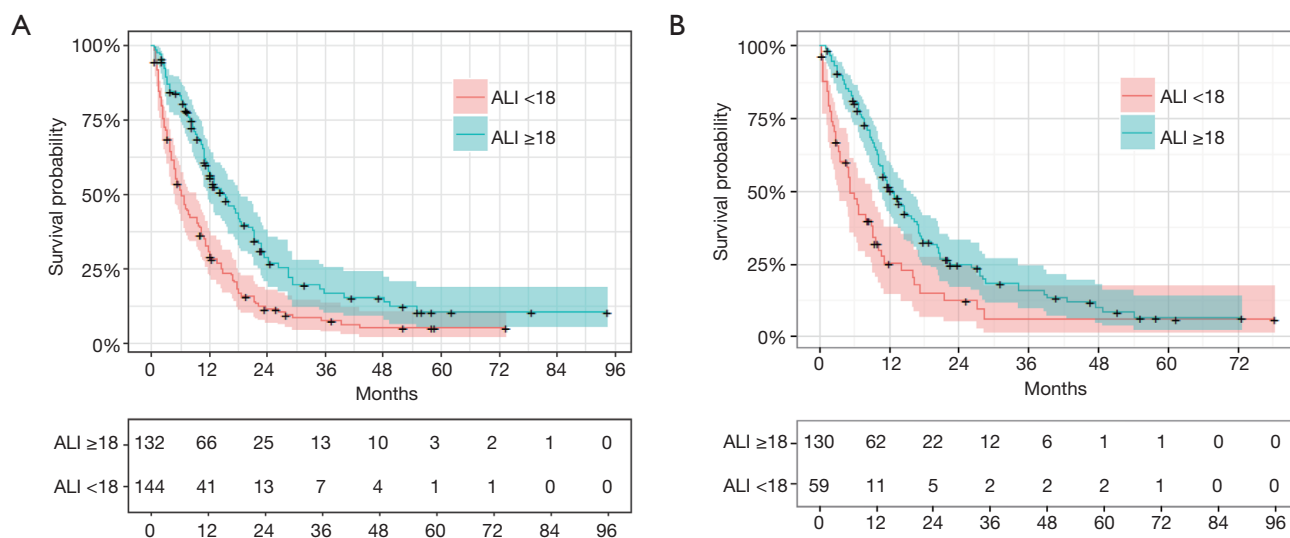 A
100%
75%
50%
25%
0%
Survival probability
ALI <18
ALI ≥18
0 12 24 36 48 60 72 84 96
Months
ALI ≥18 132 66 25 13 10 3 2 1 0
ALI <18 144 41 13 7 4 1 1 0 0
0 12 24 36 48 60 72 84 96
B
100%
75%
50%
25%
0%
Survival probability
ALI <18
ALI ≥18
0 12 24 36 48 60 72
Months
ALI ≥18 130 62 22 12 6 1 1 0 0
ALI <18 59 11 5 2 2 2 1 0 0
0 12 24 36 48 60 72 84 96